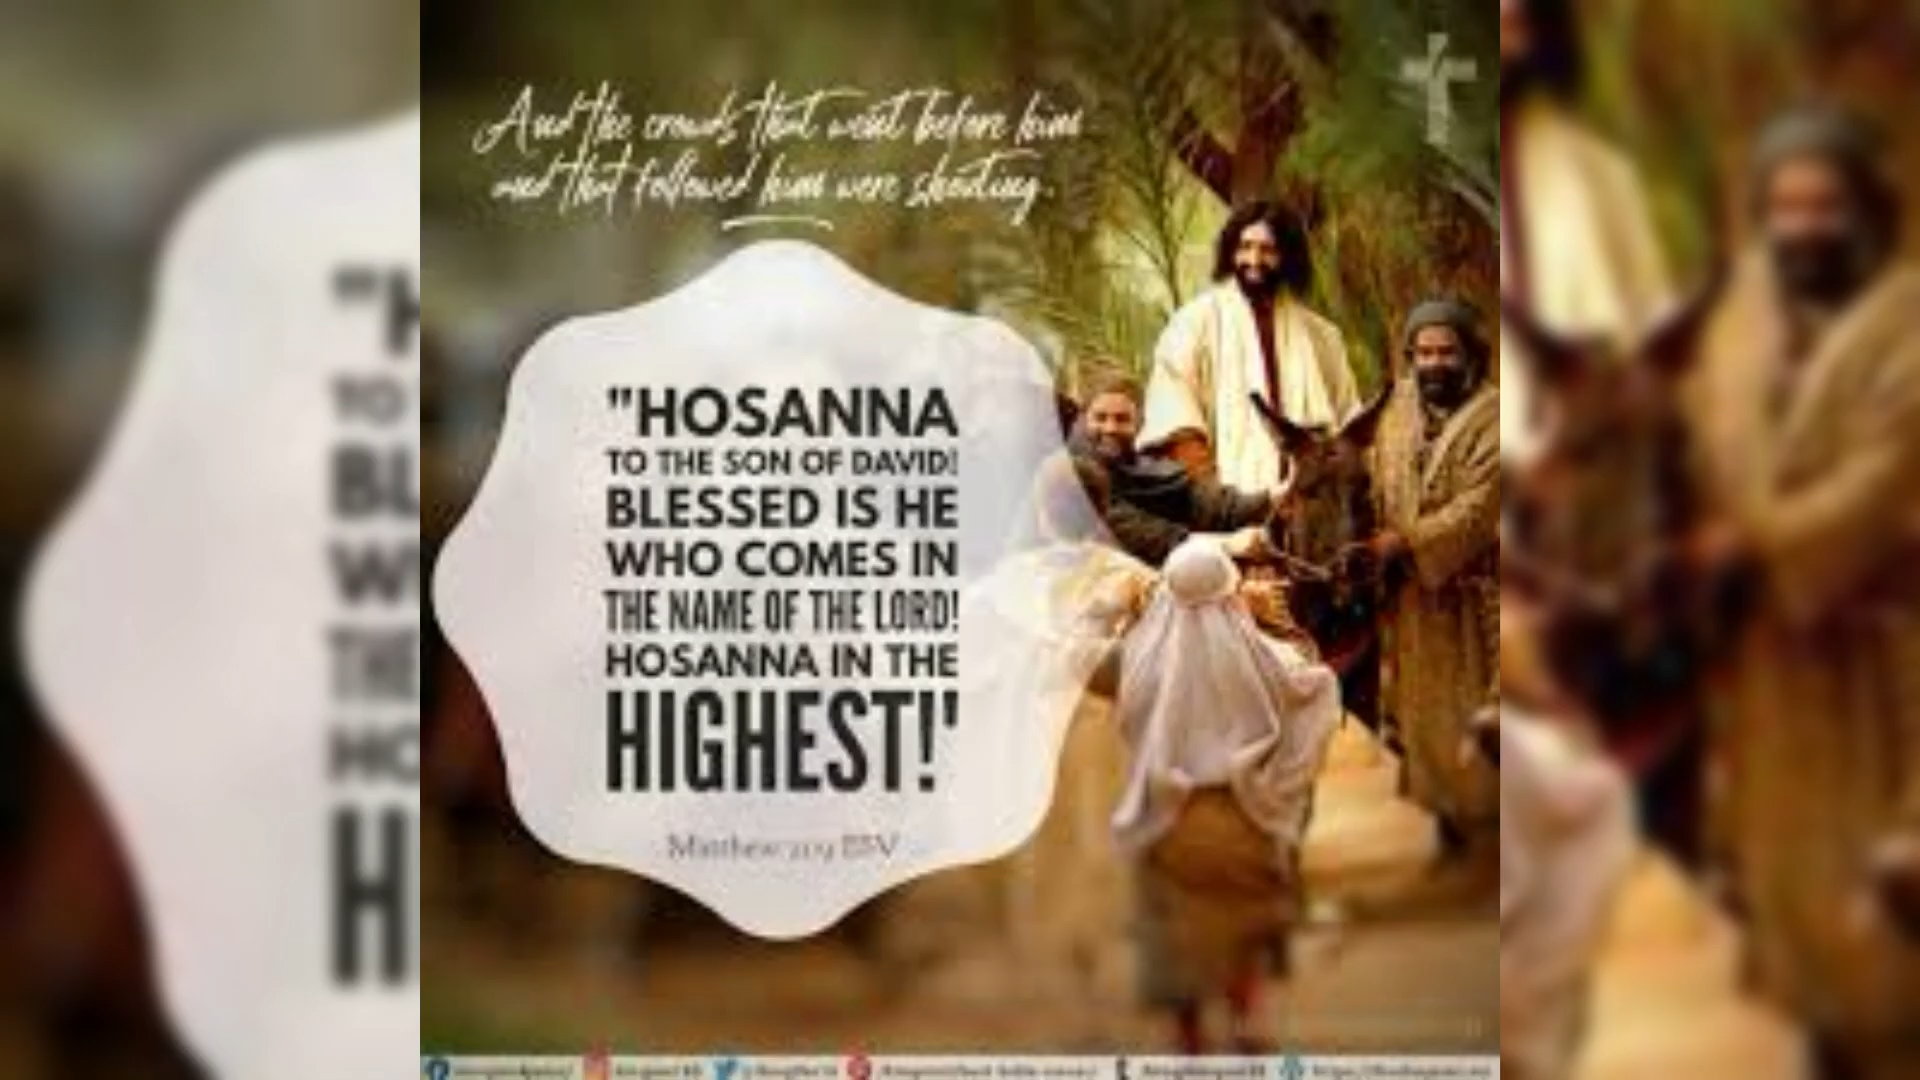 And the crowds that went before him
and that followed him were shouting,
"HOSANNA
TO THE SON OF DAVID!
BLESSED IS HE
WHO COMES IN
THE NAME OF THE LORD!
HOSANNA IN THE
HIGHEST!"
Matthew 21:9 ESV